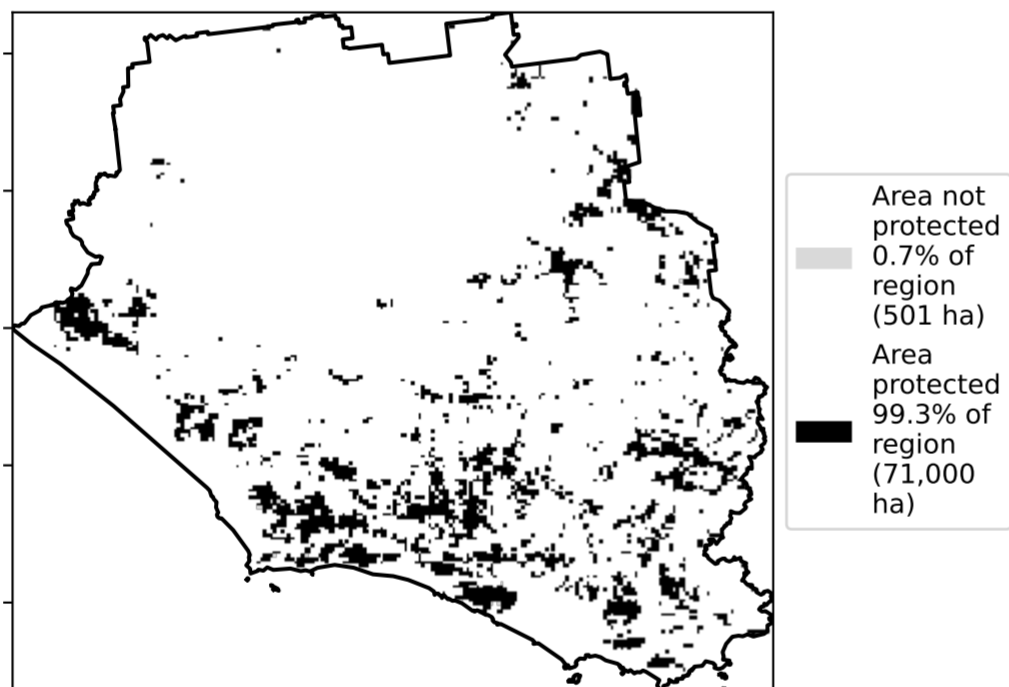 Area not
protected
0.7% of
region
(501 ha)
Area
protected
99.3% of
region
(71,000
ha)